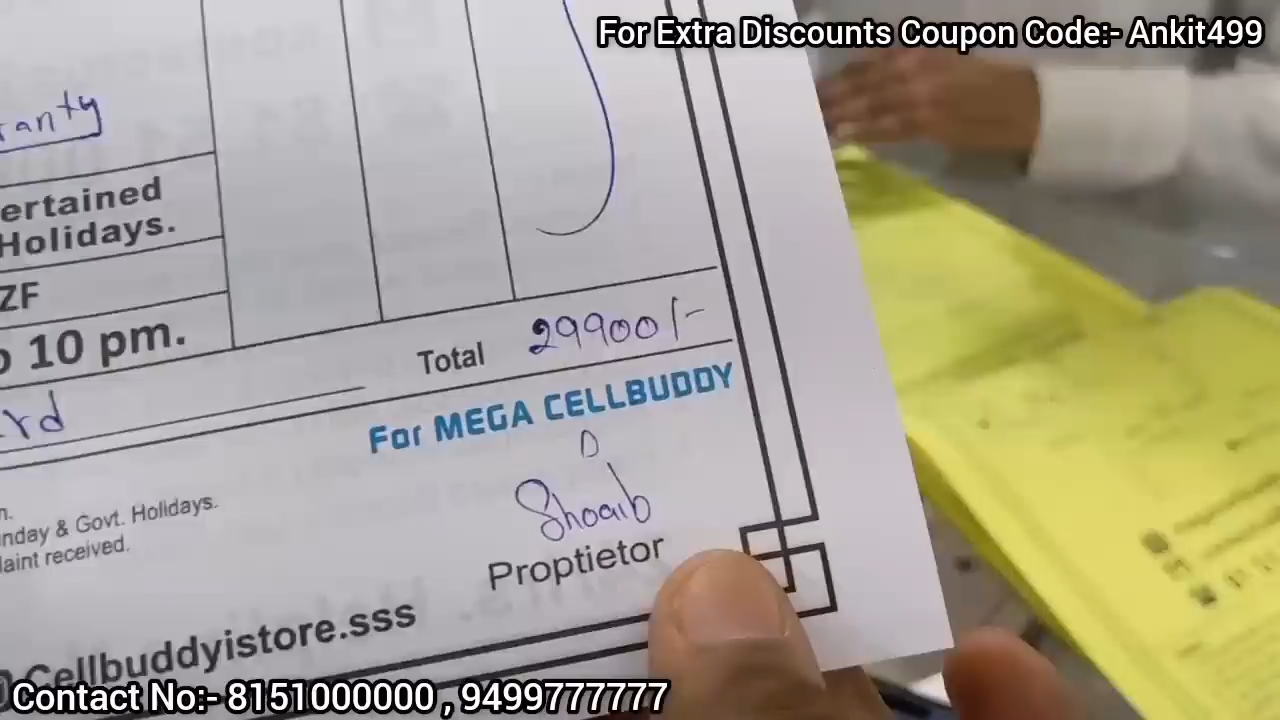 For Extra Discounts Coupon Code:- Ankit499
ranty
ertained
Holidays.
ZF
10 pm.
Total 29900/-
rd
For MEGA CELLBUDDY
Shoaib
Proptietor
n.
nday & Govt. Holidays.
laint received.
Cellbuddyistore.sss
Contact No:- 8151000000 , 9499777777